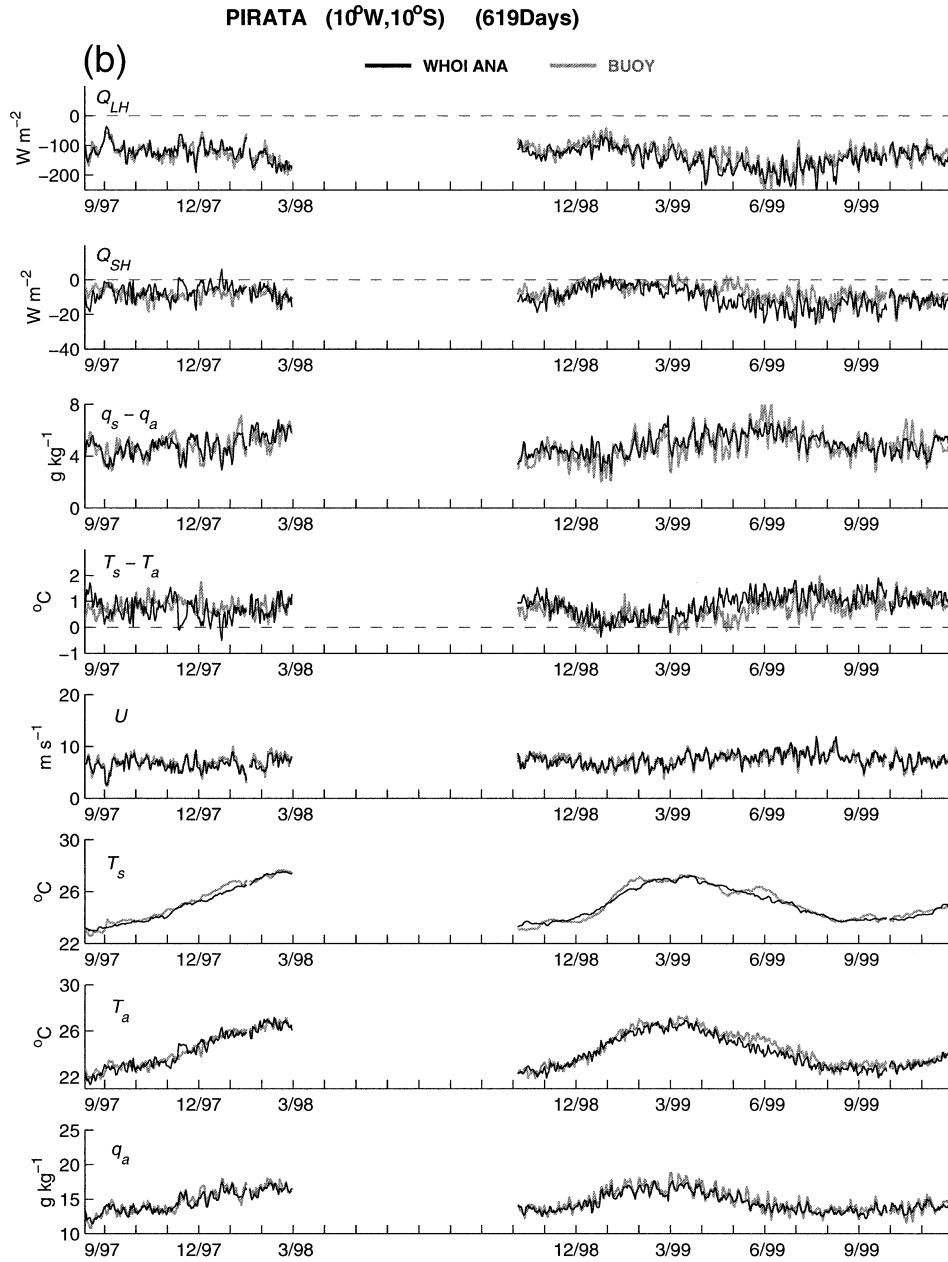 PIRATA (10°W,10°S) (619Days)
(b)
WHOI ANA BUOY
Q_LH
W m⁻²
0
−100
−200
9/97 12/97 3/98 12/98 3/99 6/99 9/99
Q_SH
W m⁻²
0
−20
−40
9/97 12/97 3/98 12/98 3/99 6/99 9/99
q_s − q_a
g kg⁻¹
8
4
0
9/97 12/97 3/98 12/98 3/99 6/99 9/99
T_s − T_a
°C
2
1
0
−1
9/97 12/97 3/98 12/98 3/99 6/99 9/99
U
m s⁻¹
20
10
0
9/97 12/97 3/98 12/98 3/99 6/99 9/99
T_s
°C
30
26
22
9/97 12/97 3/98 12/98 3/99 6/99 9/99
T_a
°C
30
26
22
9/97 12/97 3/98 12/98 3/99 6/99 9/99
q_a
g kg⁻¹
25
20
15
10
9/97 12/97 3/98 12/98 3/99 6/99 9/99